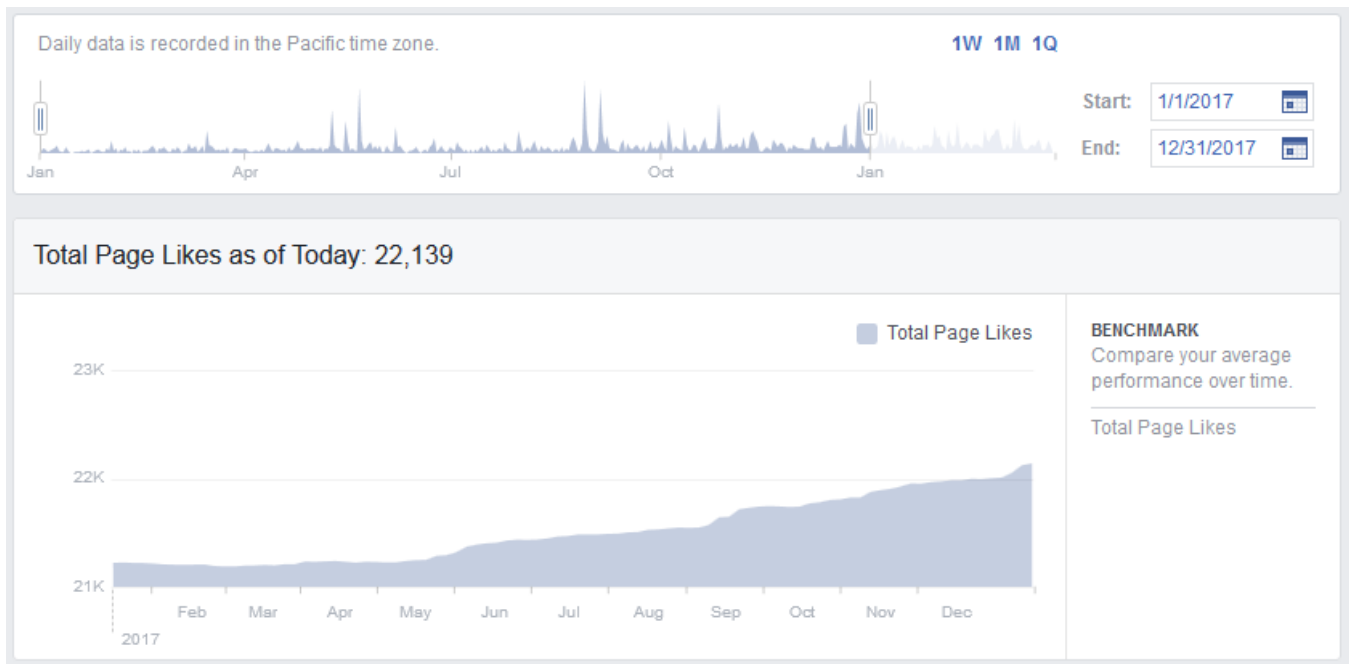 Daily data is recorded in the Pacific time zone.
1W 1M 1Q
Start: 1/1/2017
End: 12/31/2017
Jan Apr Jul Oct Jan
Total Page Likes as of Today: 22,139
Total Page Likes
BENCHMARK
Compare your average
performance over time.
Total Page Likes
23K
22K
21K
Feb Mar Apr May Jun Jul Aug Sep Oct Nov Dec
2017